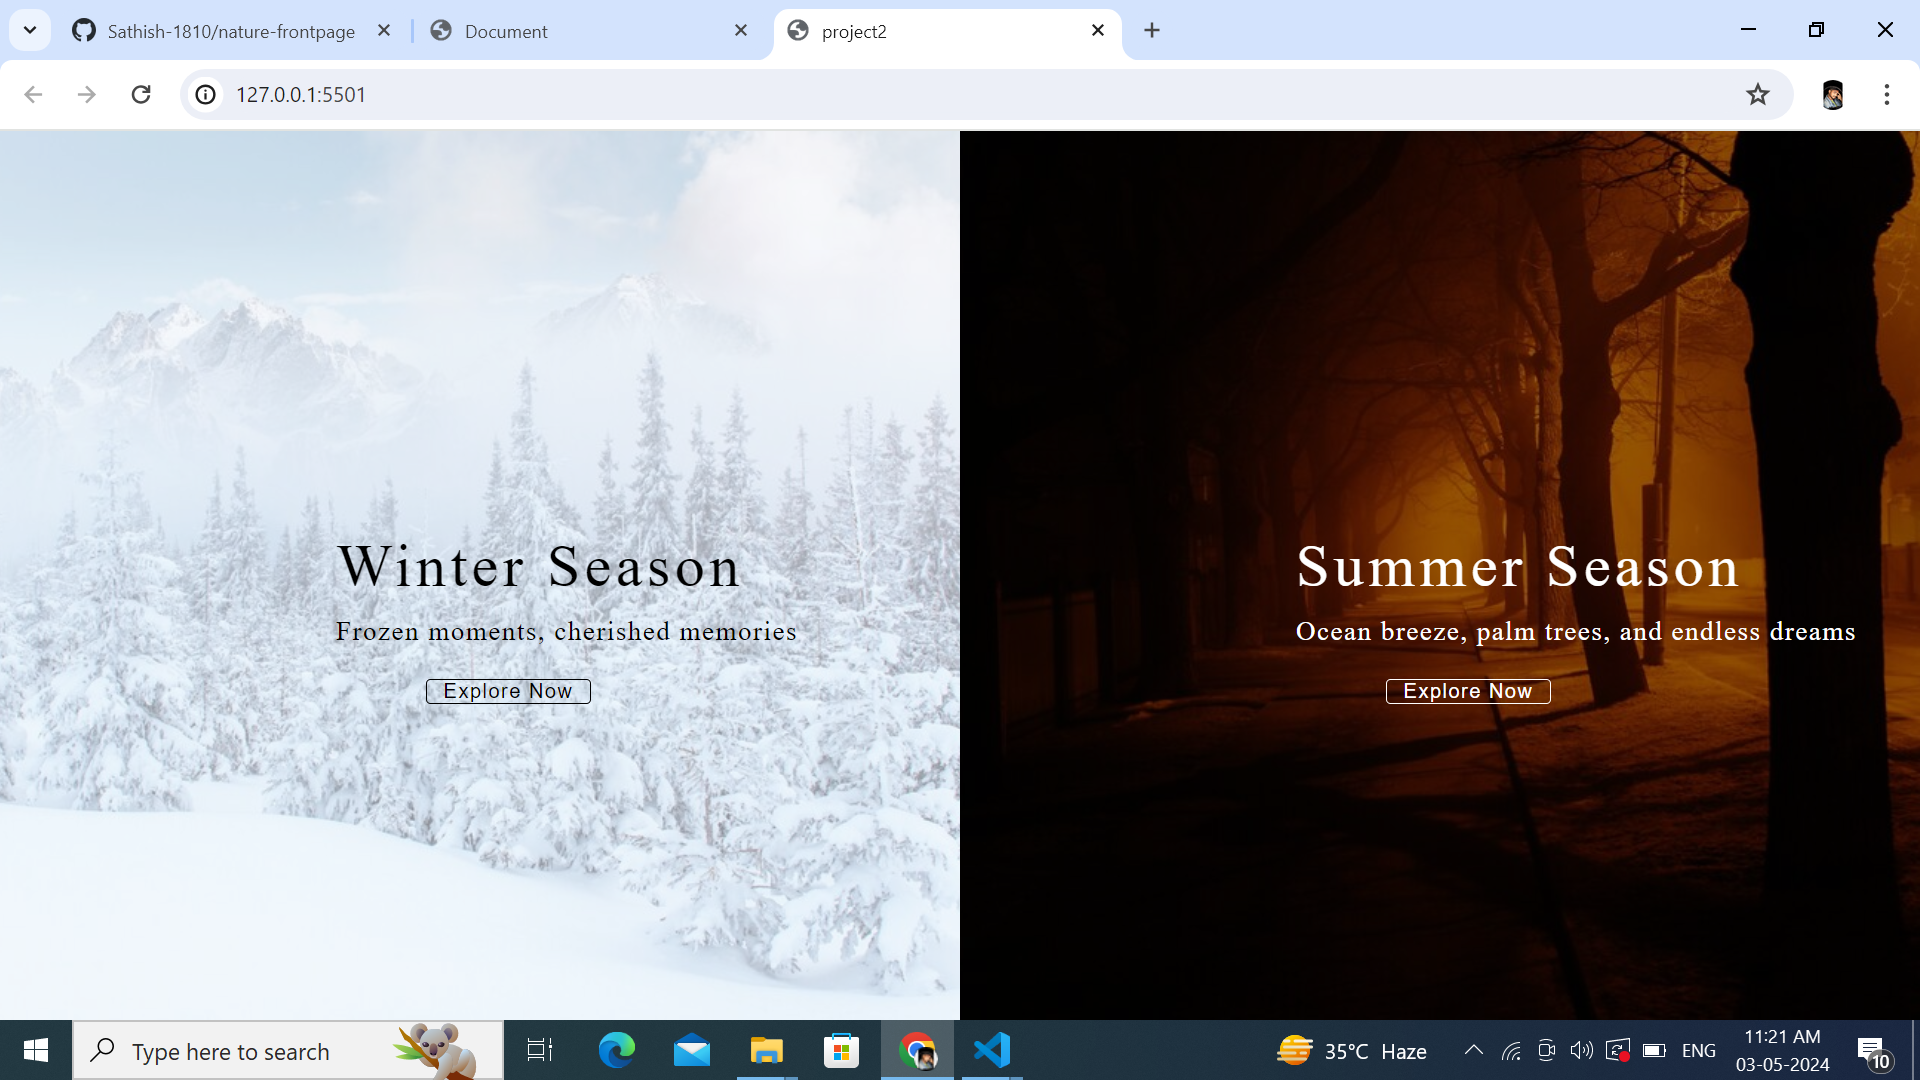 Sathish-1810/nature-frontpage
Document
project2
127.0.0.1:5501
Winter Season
Frozen moments, cherished memories
Explore Now
Summer Season
Ocean breeze, palm trees, and endless dreams
Explore Now
Type here to search
35°C Haze
ENG
11:21 AM
03-05-2024
10